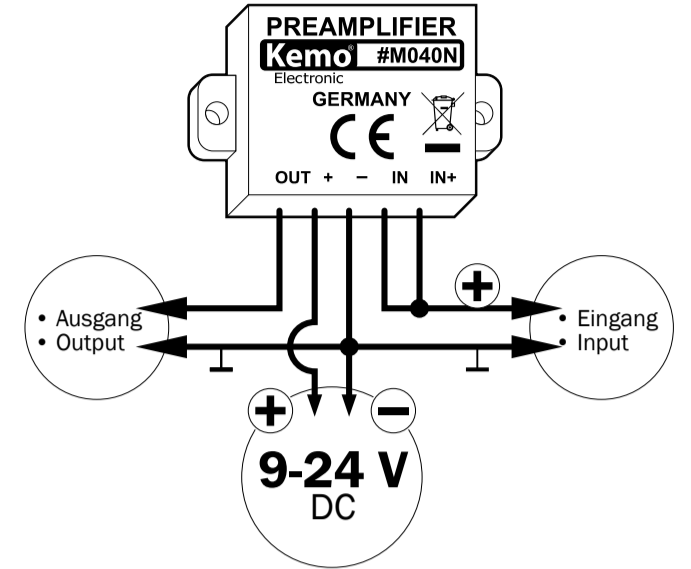 PREAMPLIFIER
Kemo® #M040N
Electronic
GERMANY
CE
OUT + − IN IN+
+
• Ausgang
• Output
• Eingang
• Input
+ −
9-24 V
DC